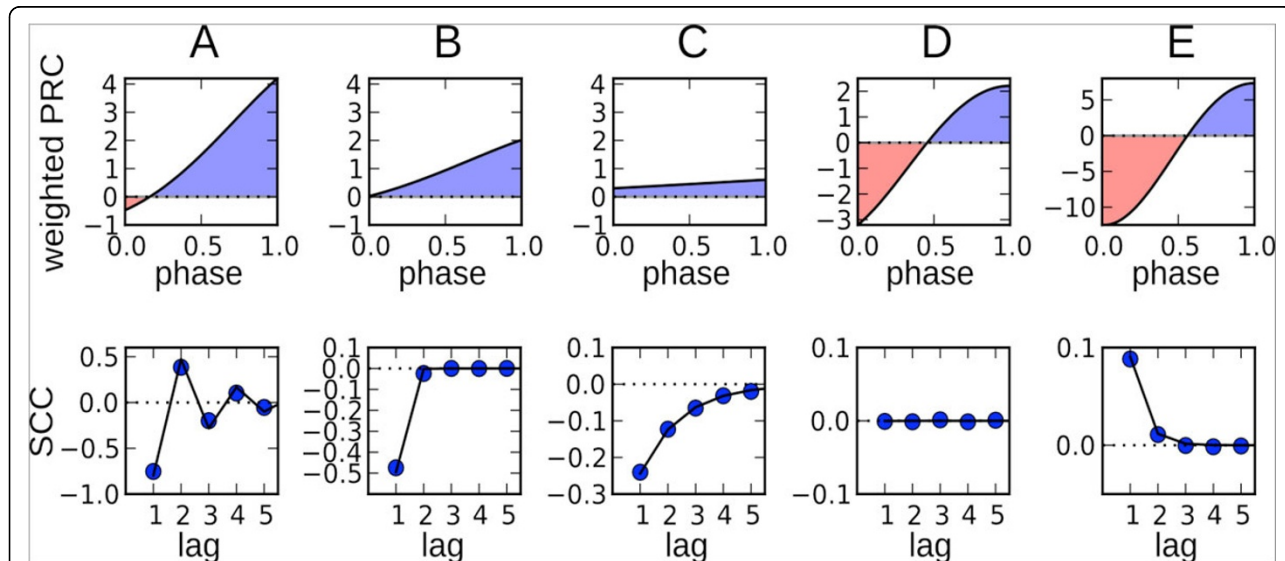 A B C D E
weighted PRC
4 4 4 2 5
3 3 3 1 0
2 2 2 0 −5
1 1 1 −1 −10
0 0 0 −2
−1 −1 −1 −3
0.0 0.5 1.0 0.0 0.5 1.0 0.0 0.5 1.0 0.0 0.5 1.0 0.0 0.5 1.0
phase phase phase phase phase
SCC
0.5 0.1 0.1 0.1 0.1
0.0 0.0 0.0 0.0 0.0
−0.5 −0.1 −0.1 −0.1
−1.0 −0.2 −0.2
−0.3 −0.3
−0.4
−0.5
1 2 3 4 5 1 2 3 4 5 1 2 3 4 5 1 2 3 4 5 1 2 3 4 5
lag lag lag lag lag